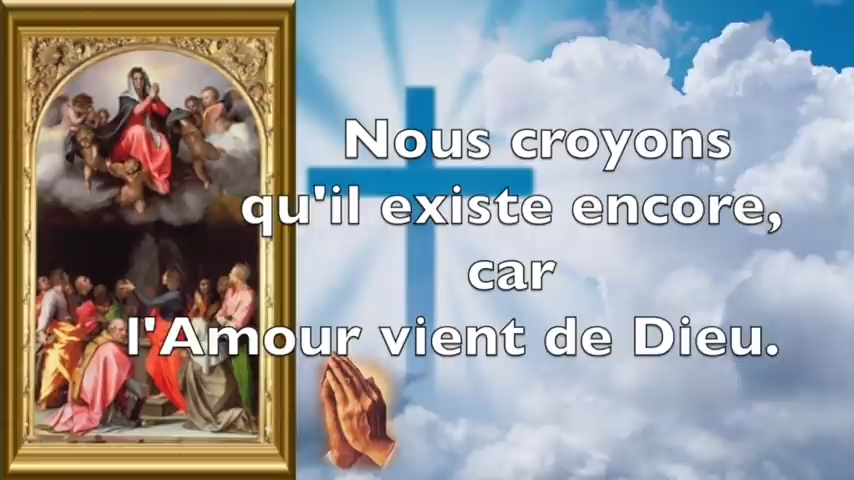 Nous croyons
qu'il existe encore,
car
l'Amour vient de Dieu.